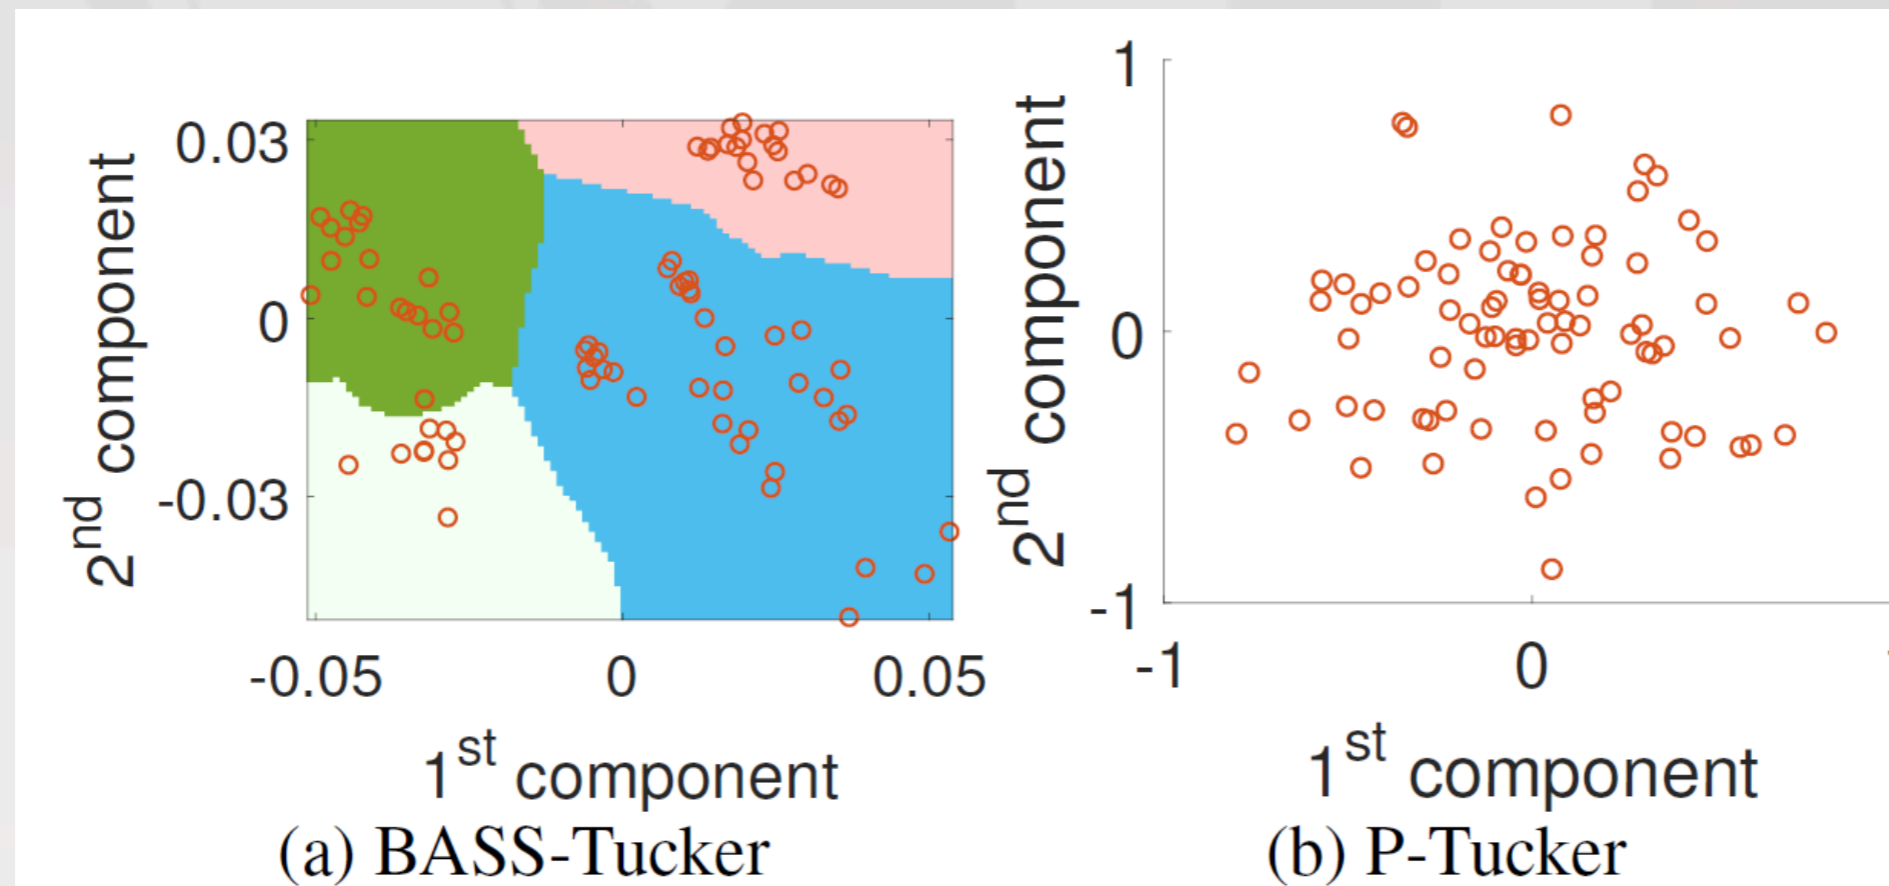 2nd component
0.03
0
-0.03
-0.05
0
0.05
1st component
(a) BASS-Tucker
2nd component
1
0
-1
-1
0
1st component
(b) P-Tucker